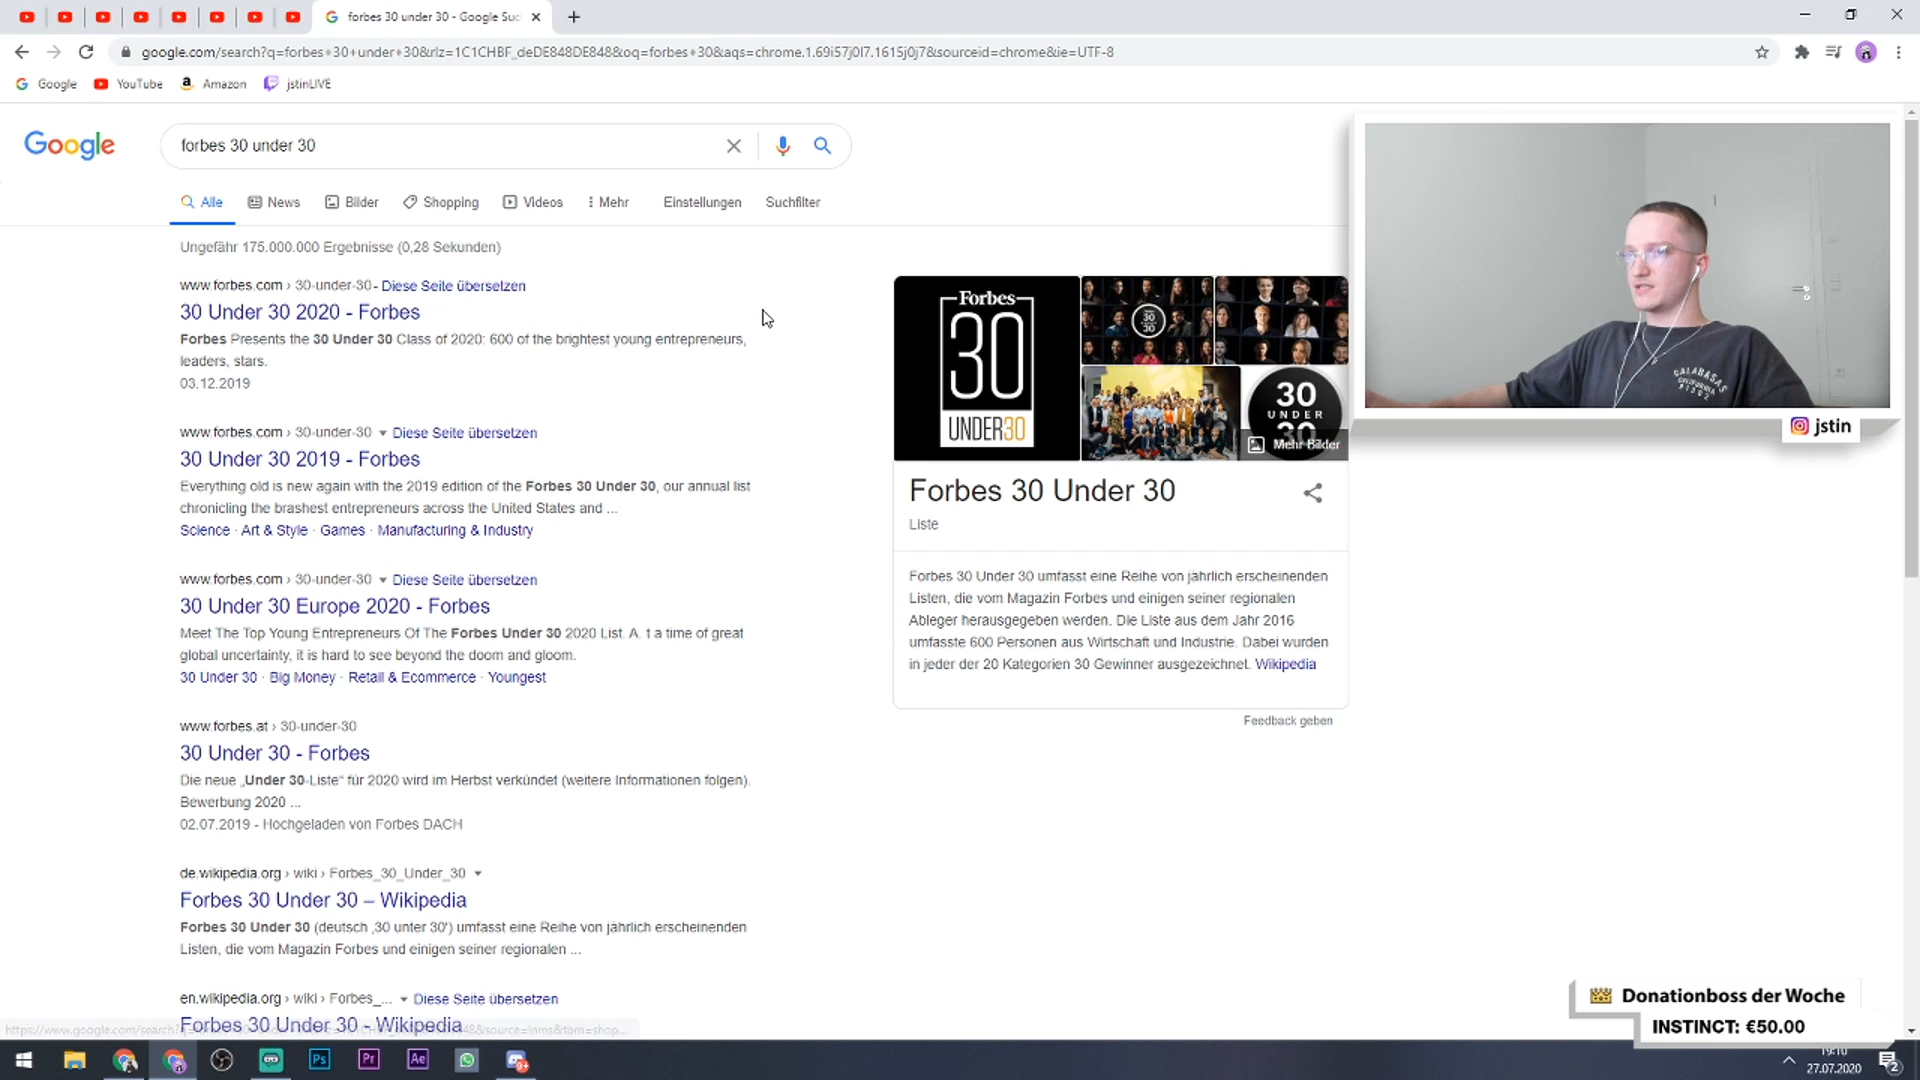 forbes 30 under 30 - Google Suc
google.com/search?q=forbes+30+under+30&rlz=1C1CHBF_deDE848DE848&oq=forbes+30&aqs=chrome.1.69i57j0l7.1615j0j7&sourceid=chrome&ie=UTF-8
Google YouTube Amazon jstinLIVE
Google
forbes 30 under 30
Alle News Bilder Shopping Videos Mehr Einstellungen Suchfilter
Ungefähr 175.000.000 Ergebnisse (0,28 Sekunden)
www.forbes.com › 30-under-30 - Diese Seite übersetzen
30 Under 30 2020 - Forbes
Forbes Presents the 30 Under 30 Class of 2020: 600 of the brightest young entrepreneurs,
leaders, stars.
03.12.2019
www.forbes.com › 30-under-30 Diese Seite übersetzen
30 Under 30 2019 - Forbes
Everything old is new again with the 2019 edition of the Forbes 30 Under 30, our annual list
chronicling the brashest entrepreneurs across the United States and ...
Science · Art & Style · Games · Manufacturing & Industry
www.forbes.com › 30-under-30 Diese Seite übersetzen
30 Under 30 Europe 2020 - Forbes
Meet The Top Young Entrepreneurs Of The Forbes Under 30 2020 List. A. t a time of great
global uncertainty, it is hard to see beyond the doom and gloom.
30 Under 30 · Big Money · Retail & Ecommerce · Youngest
www.forbes.at › 30-under-30
30 Under 30 - Forbes
Die neue „Under 30-Liste“ für 2020 wird im Herbst verkündet (weitere Informationen folgen).
Bewerbung 2020 ...
02.07.2019 - Hochgeladen von Forbes DACH
de.wikipedia.org › wiki › Forbes_30_Under_30
Forbes 30 Under 30 – Wikipedia
Forbes 30 Under 30 (deutsch ‚30 unter 30‘) umfasst eine Reihe von jährlich erscheinenden
Listen, die vom Magazin Forbes und einigen seiner regionalen ...
en.wikipedia.org › wiki › Forbes_... Diese Seite übersetzen
Forbes 30 Under 30 - Wikipedia
Forbes
30
UNDER30
30
UNDER
30
Mehr Bilder
Forbes 30 Under 30
Liste
Forbes 30 Under 30 umfasst eine Reihe von jährlich erscheinenden
Listen, die vom Magazin Forbes und einigen seiner regionalen
Ableger herausgegeben werden. Die Liste aus dem Jahr 2016
umfasste 600 Personen aus Wirtschaft und Industrie. Dabei wurden
in jeder der 20 Kategorien 30 Gewinner ausgezeichnet. Wikipedia
Feedback geben
CALABASAS
CALIFORNIA
jstin
Donationboss der Woche
INSTINCT: €50.00
Ps Pr Ae
19:10
27.07.2020
2